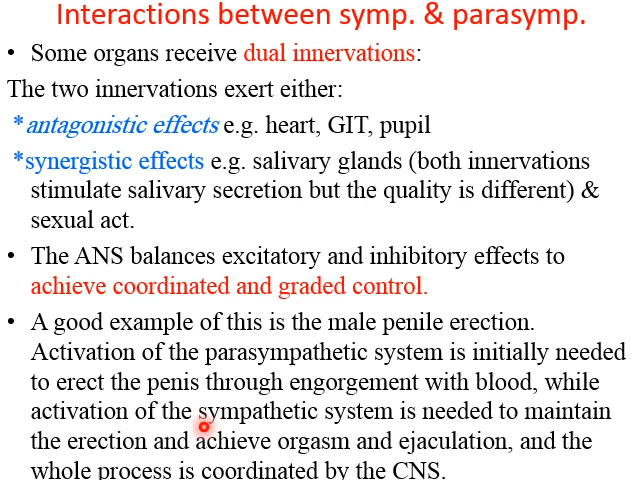 Interactions between symp. & parasymp.
• Some organs receive dual innervations:
The two innervations exert either:
*antagonistic effects e.g. heart, GIT, pupil
*synergistic effects e.g. salivary glands (both innervations
stimulate salivary secretion but the quality is different) &
sexual act.
• The ANS balances excitatory and inhibitory effects to
achieve coordinated and graded control.
• A good example of this is the male penile erection.
Activation of the parasympathetic system is initially needed
to erect the penis through engorgement with blood, while
activation of the sympathetic system is needed to maintain
the erection and achieve orgasm and ejaculation, and the
whole process is coordinated by the CNS.